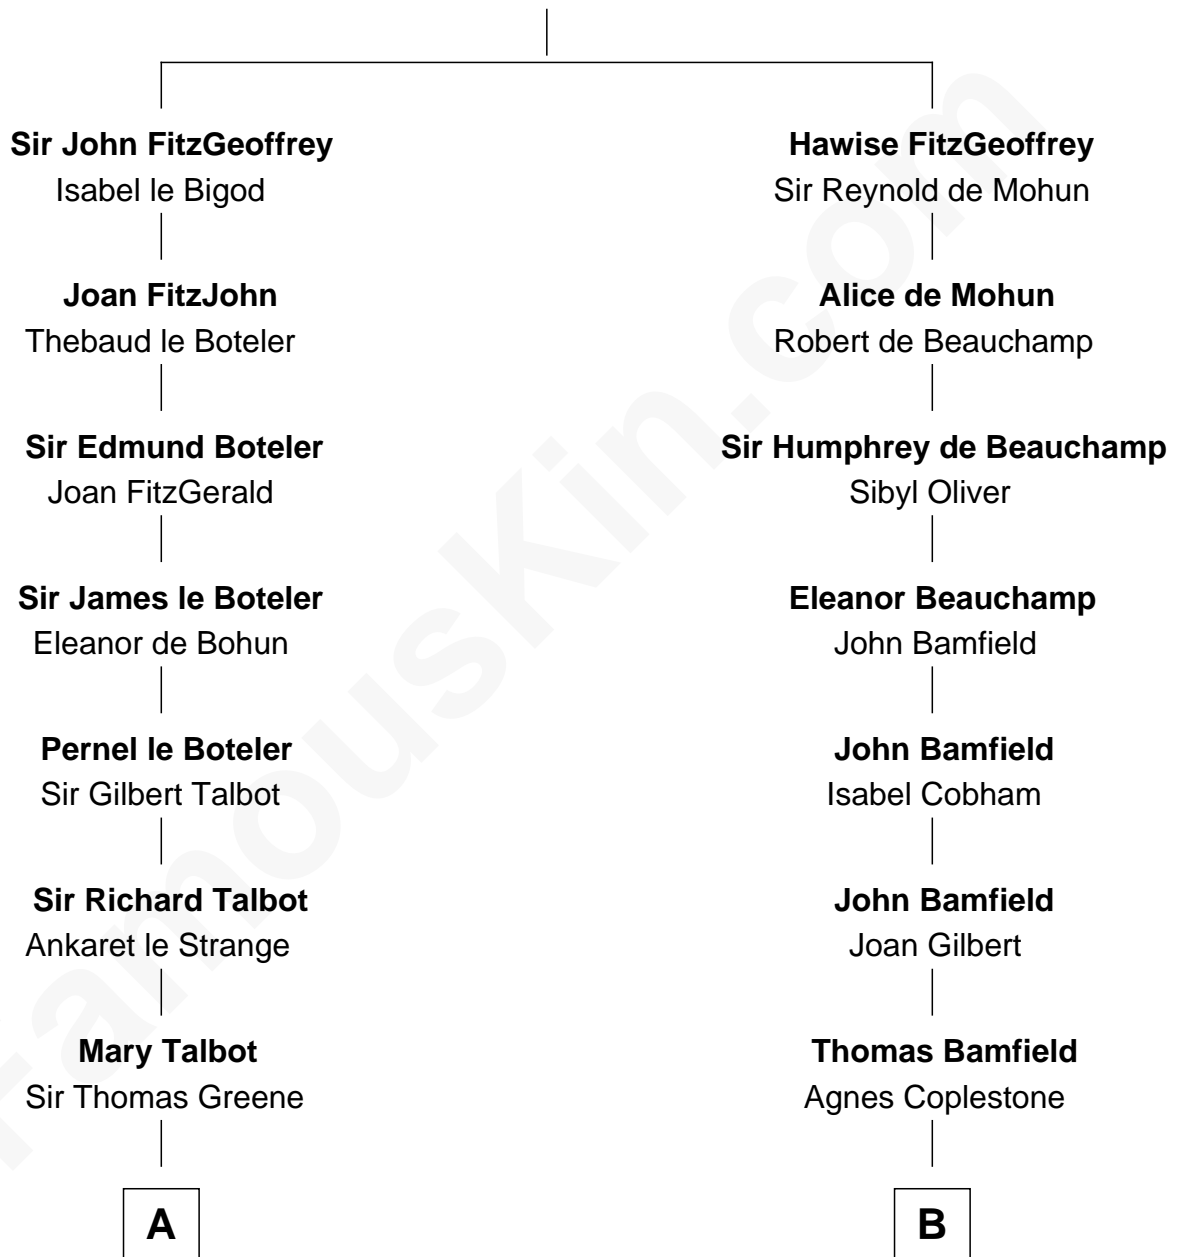 Sir John FitzGeoffrey
Isabel le Bigod
Joan FitzJohn
Thebaud le Boteler
Sir Edmund Boteler
Joan FitzGerald
Sir James le Boteler
Eleanor de Bohun
Pernel le Boteler
Sir Gilbert Talbot
Sir Richard Talbot
Ankaret le Strange
Mary Talbot
Sir Thomas Greene
A
Hawise FitzGeoffrey
Sir Reynold de Mohun
Alice de Mohun
Robert de Beauchamp
Sir Humphrey de Beauchamp
Sibyl Oliver
Eleanor Beauchamp
John Bamfield
John Bamfield
Isabel Cobham
John Bamfield
Joan Gilbert
Thomas Bamfield
Agnes Coplestone
B
FamousKin.com